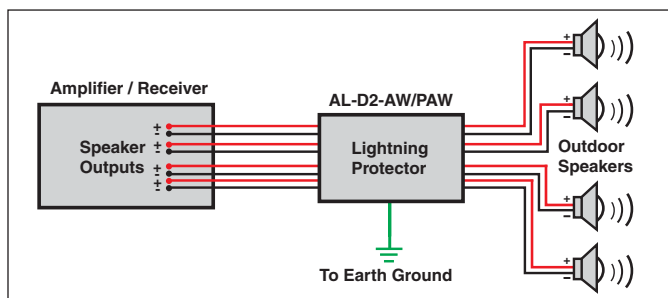 Amplifier / Receiver
Speaker
Outputs
+
-
+
-
+
-
+
-
AL-D2-AW/PAW
Lightning
Protector
To Earth Ground
+
–
+
–
Outdoor
Speakers
+
–
+
–